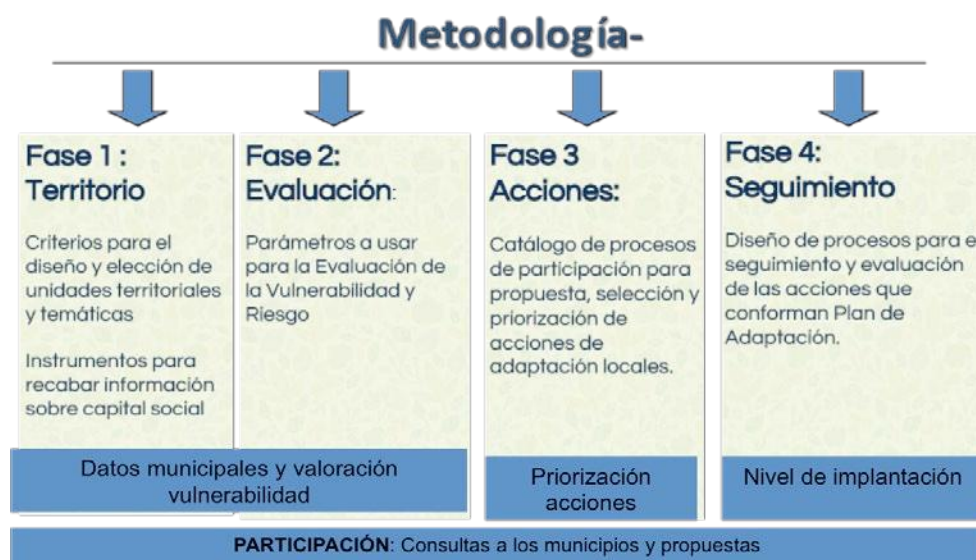 Metodología-
Fase 1 :
Territorio
Criterios para el
diseño y elección de
unidades territoriales
y temáticas
Instrumentos para
recabar información
sobre capital social
Fase 2:
Evaluación:
Parámetros a usar
para la Evaluación de
la Vulnerabilidad y
Riesgo
Datos municipales y valoración
vulnerabilidad
Fase 3
Acciones:
Catálogo de procesos
de participación para
propuesta, selección y
priorización de
acciones de
adaptación locales.
Priorización
acciones
Fase 4:
Seguimiento
Diseño de procesos para e
seguimiento y evaluación
de las acciones que
conforman Plan de
Adaptación.
Nivel de implantación
PARTICIPACIÓN: Consultas a los municipios y propuestas